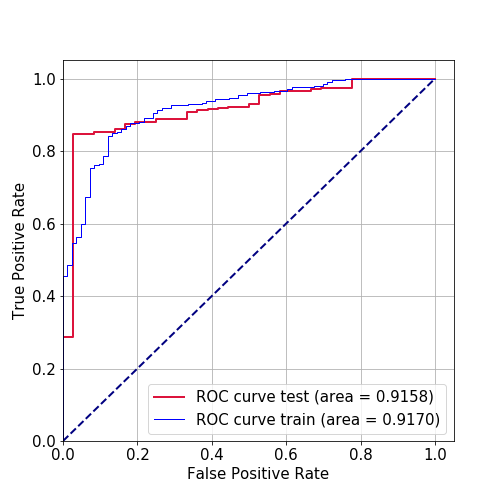 1.0
0.8
0.6
0.4
0.2
0.0
True Positive Rate
ROC curve test (area = 0.9158)
ROC curve train (area = 0.9170)
0.0 0.2 0.4 0.6 0.8 1.0
False Positive Rate